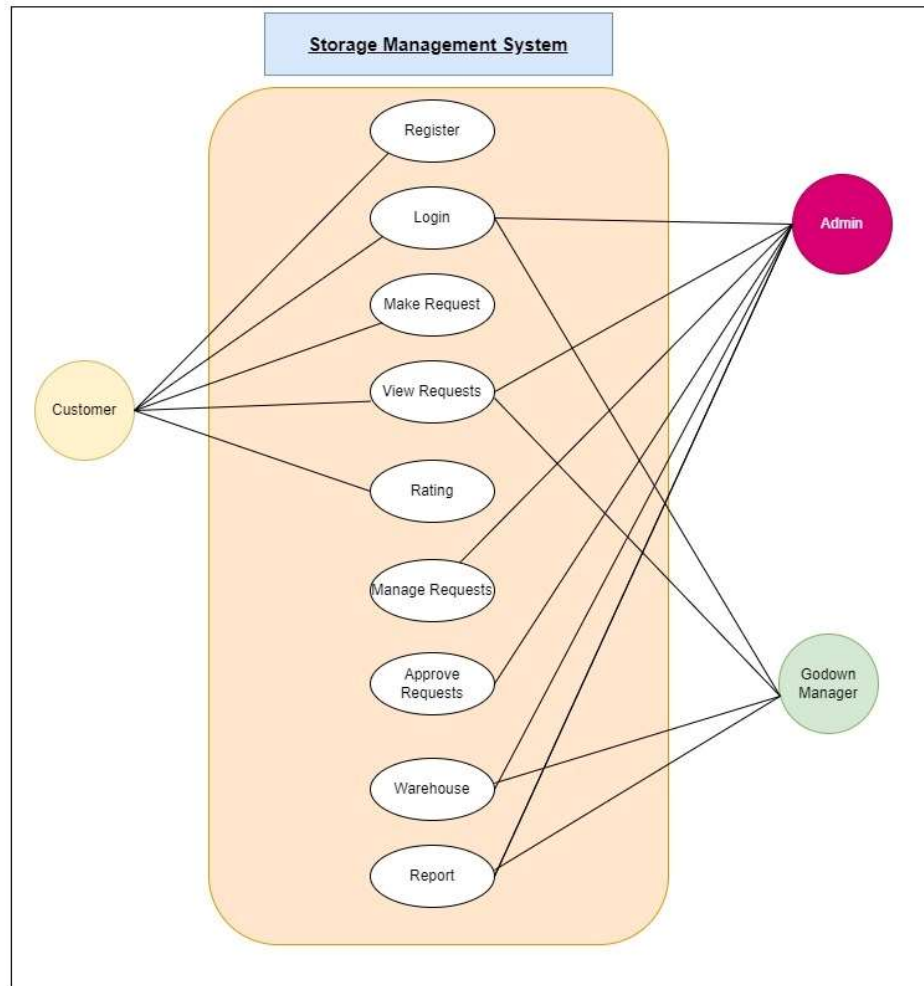 Storage Management System
Register
Login
Make Request
View Requests
Rating
Manage Requests
Approve
Requests
Warehouse
Report
Customer
Admin
Godown
Manager